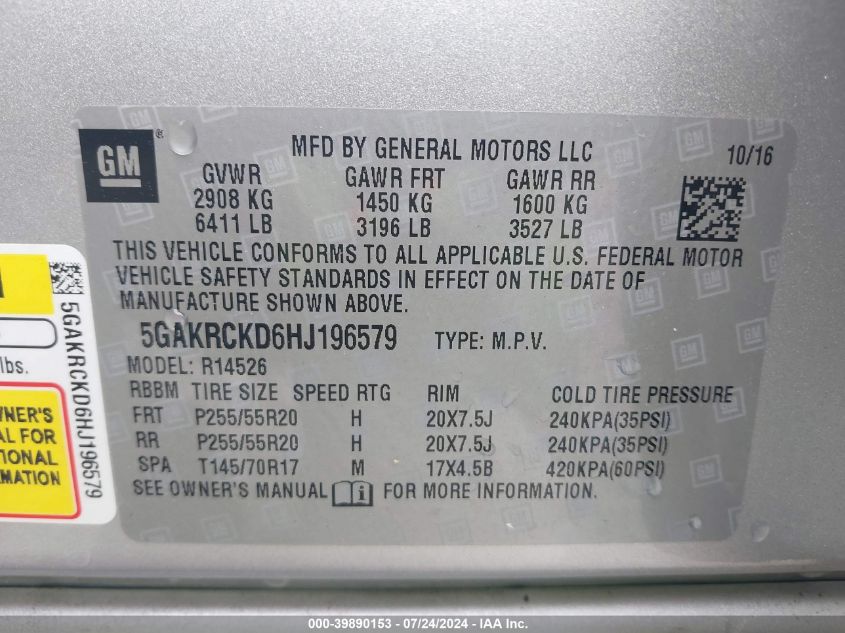 GM ®
MFD BY GENERAL MOTORS LLC 10/16
GVWR GAWR FRT GAWR RR
2908 KG 1450 KG 1600 KG
6411 LB 3196 LB 3527 LB
THIS VEHICLE CONFORMS TO ALL APPLICABLE U.S. FEDERAL MOTOR
VEHICLE SAFETY STANDARDS IN EFFECT ON THE DATE OF
MANUFACTURE SHOWN ABOVE.
5GAKRCKD6HJ196579 TYPE: M.P.V.
MODEL: R14526
RBBM TIRE SIZE SPEED RTG RIM COLD TIRE PRESSURE
FRT P255/55R20 H 20X7.5J 240KPA(35PSI)
RR P255/55R20 H 20X7.5J 240KPA(35PSI)
SPA T145/70R17 M 17X4.5B 420KPA(60PSI)
SEE OWNER'S MANUAL FOR MORE INFORMATION.
5GAKRCKD6HJ196579
lbs.
WNER'S
AL FOR
TIONAL
MATION
000-39890153 - 07/24/2024 - IAA Inc.